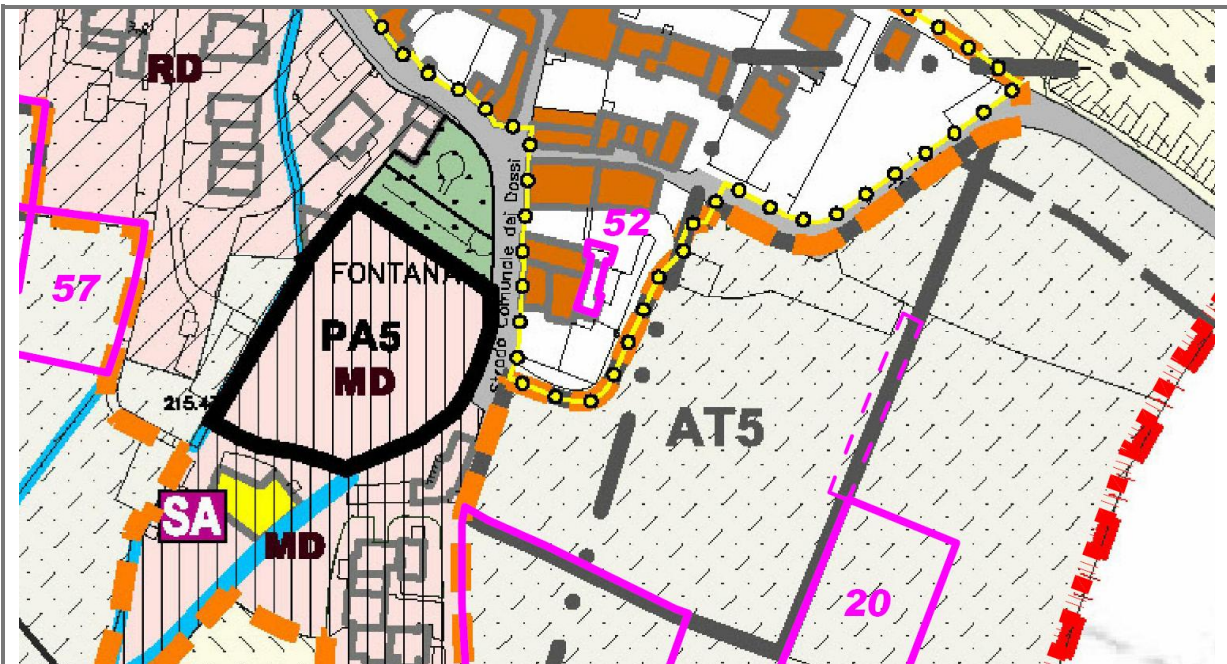 RD
52
57
FONTANA
Strada Comunale dei Dossi
PA5
MD
215.4
AT5
SA
MD
20